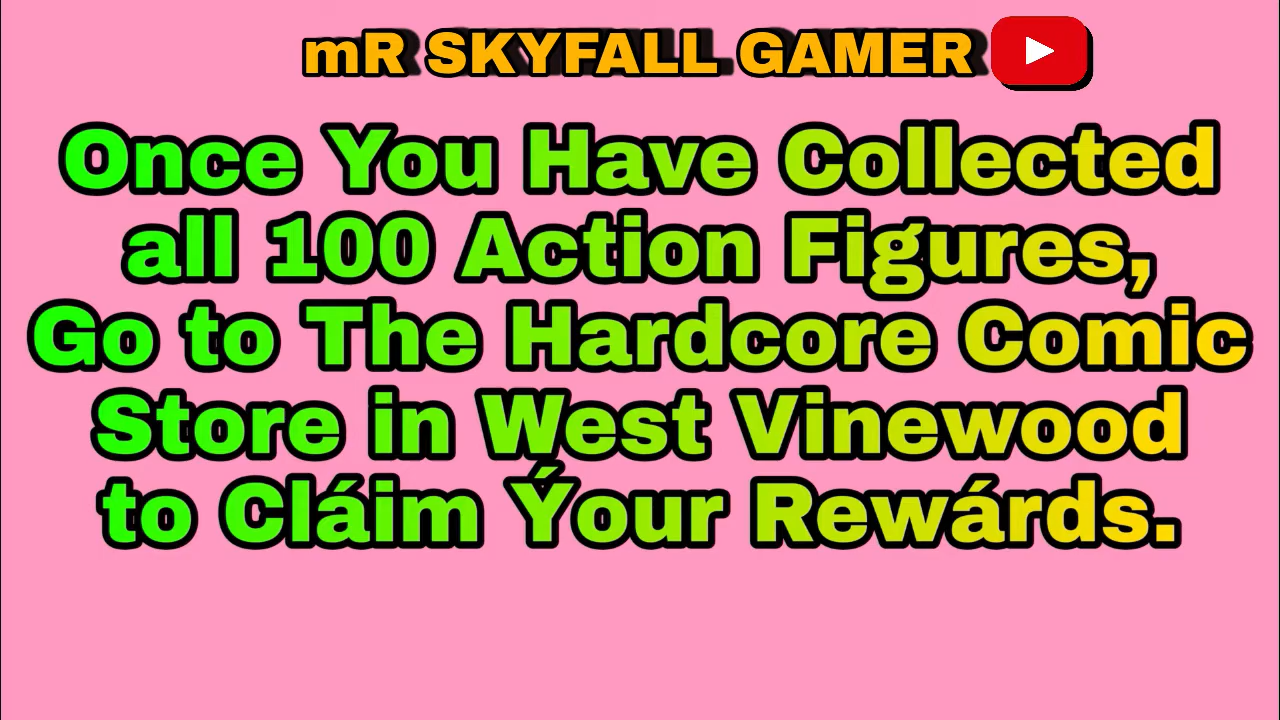 mR SKYFALL GAMER
Once You Have Collected
all 100 Action Figures,
Go to The Hardcore Comic
Store in West Vinewood
to Cláim Ýour Rewárds.